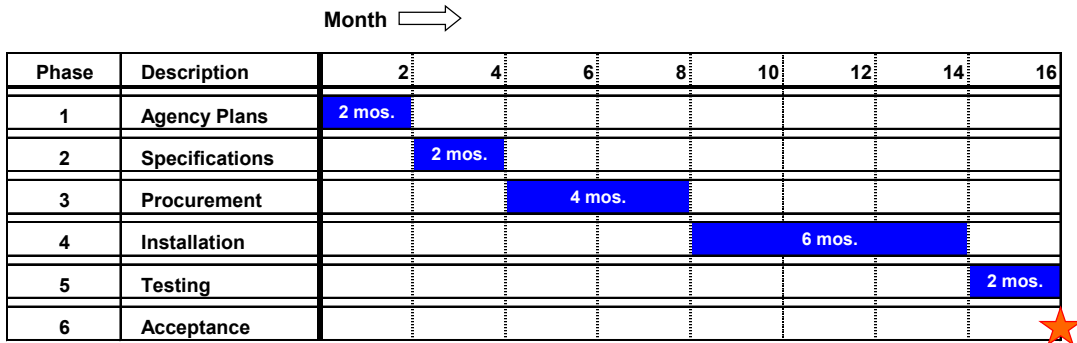 Month
Phase Description 2 4 6 8 10 12 14 16
1 Agency Plans 2 mos.
2 Specifications 2 mos.
3 Procurement 4 mos.
4 Installation 6 mos.
5 Testing 2 mos.
6 Acceptance